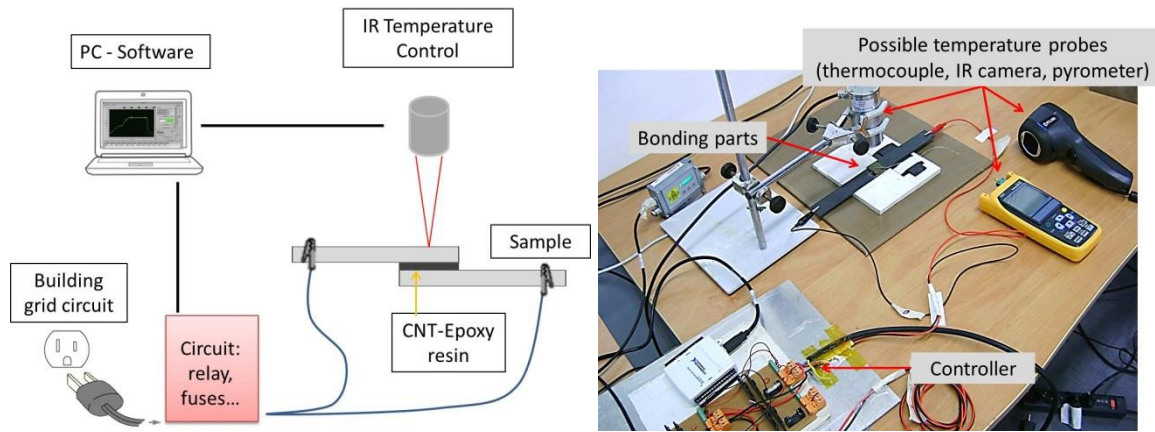 IR Temperature
Control
PC - Software
Building
grid circuit
Circuit:
relay,
fuses...
Sample
CNT-Epoxy
resin
Possible temperature probes
(thermocouple, IR camera, pyrometer)
Bonding parts
Controller